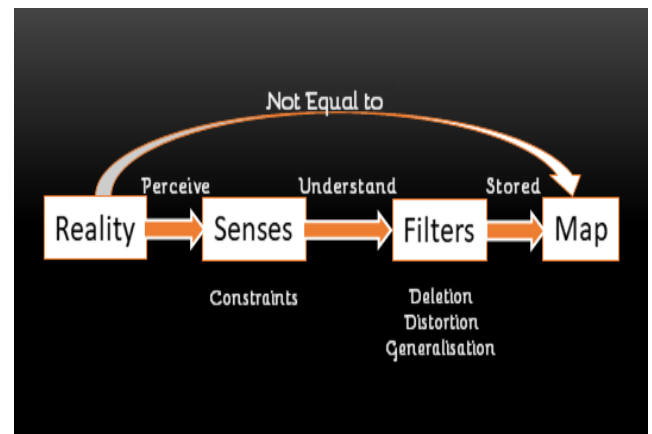 Not Equal to
Perceive
Understand
Stored
Reality
Senses
Filters
Map
Constraints
Deletion
Distortion
Generalisation